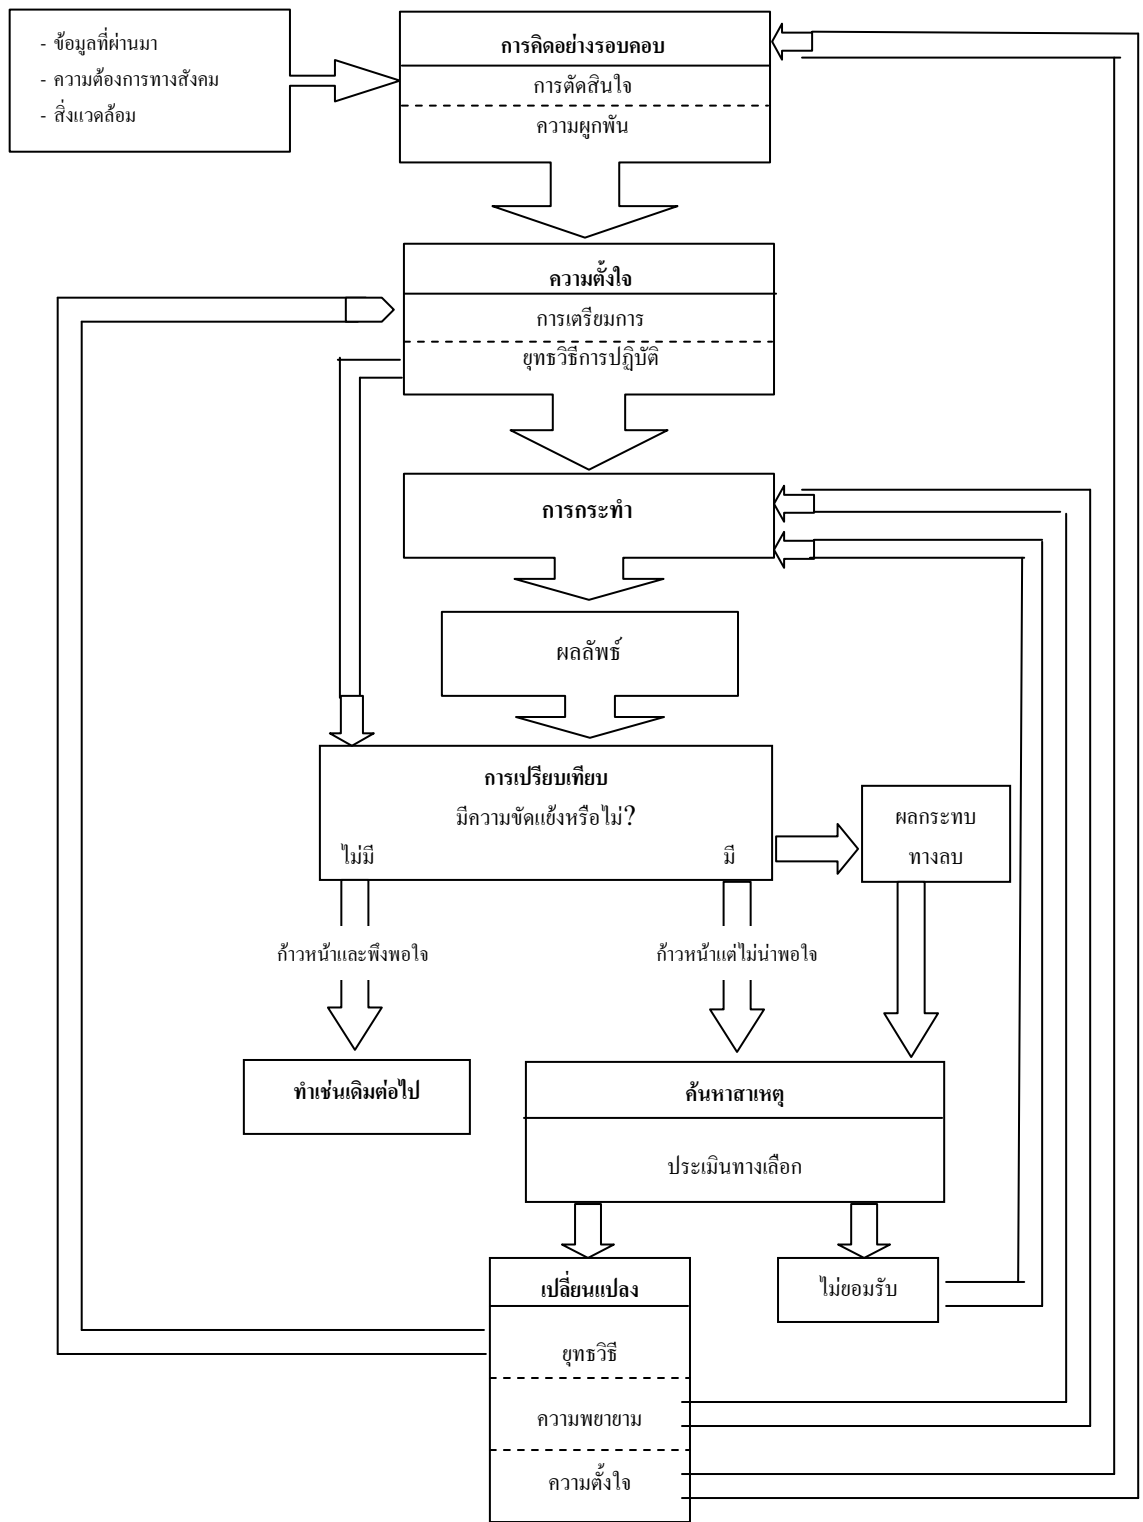 - ข้อมูลที่ผ่านมา
- ความต้องการทางสังคม
- สิ่งแวดล้อม
การคิดอย่างรอบคอบ
การตัดสินใจ
ความผูกพัน
ความตั้งใจ
การเตรียมการ
ยุทธวิธีการปฏิบัติ
การกระทำ
ผลลัพธ์
การเปรียบเทียบ
มีความขัดแย้งหรือไม่?
ไม่มี มี
ผลกระทบ
ทางลบ
ก้าวหน้าและพึงพอใจ
ก้าวหน้าแต่ไม่น่าพอใจ
ทำเช่นเดิมต่อไป
ค้นหาสาเหตุ
ประเมินทางเลือก
เปลี่ยนแปลง
ยุทธวิธี
ความพยายาม
ความตั้งใจ
ไม่ยอมรับ